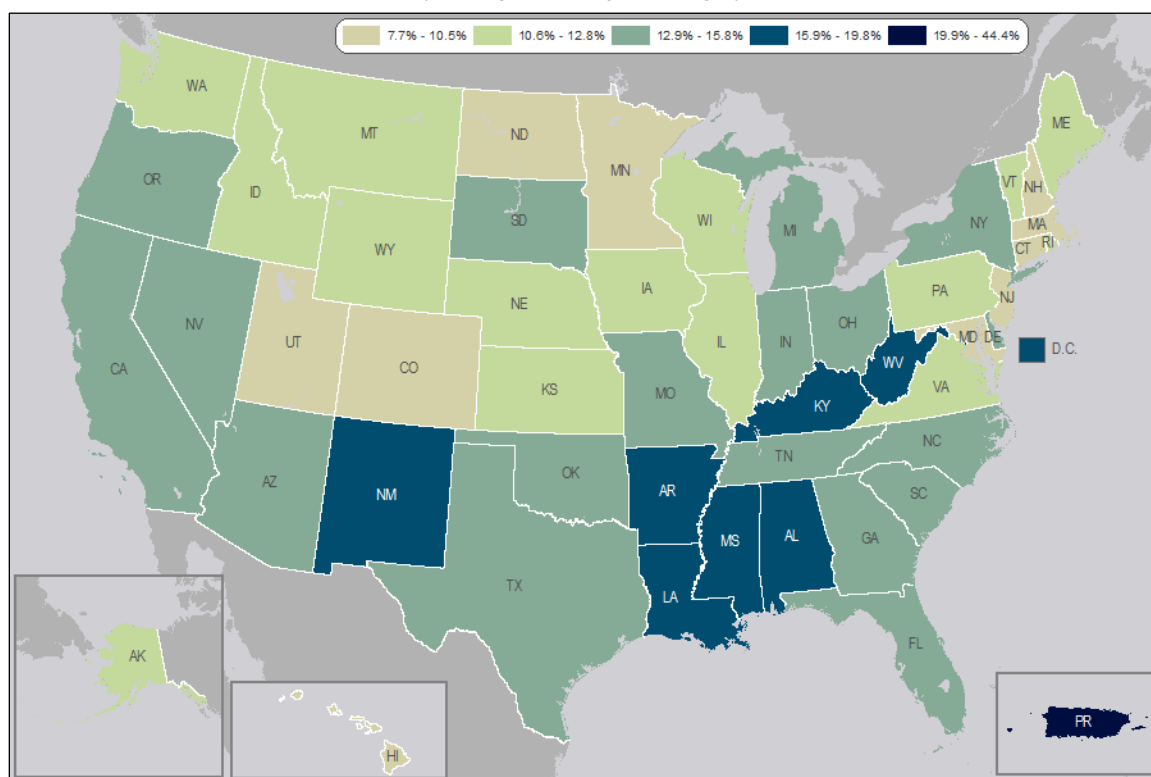 7.7% - 10.5% 10.6% - 12.8% 12.9% - 15.8% 15.9% - 19.8% 19.9% - 44.4%
WA
MT
ND
MN
ME
OR
ID
SD
WI
VT
NH
NY
MA
WY
MI
CT
RI
NE
IA
PA
NJ
NV
UT
CO
IL
IN
OH
MD
DE
D.C.
CA
KS
MO
WV
VA
KY
AZ
NM
OK
AR
TN
NC
SC
MS
AL
GA
TX
LA
FL
AK
HI
PR